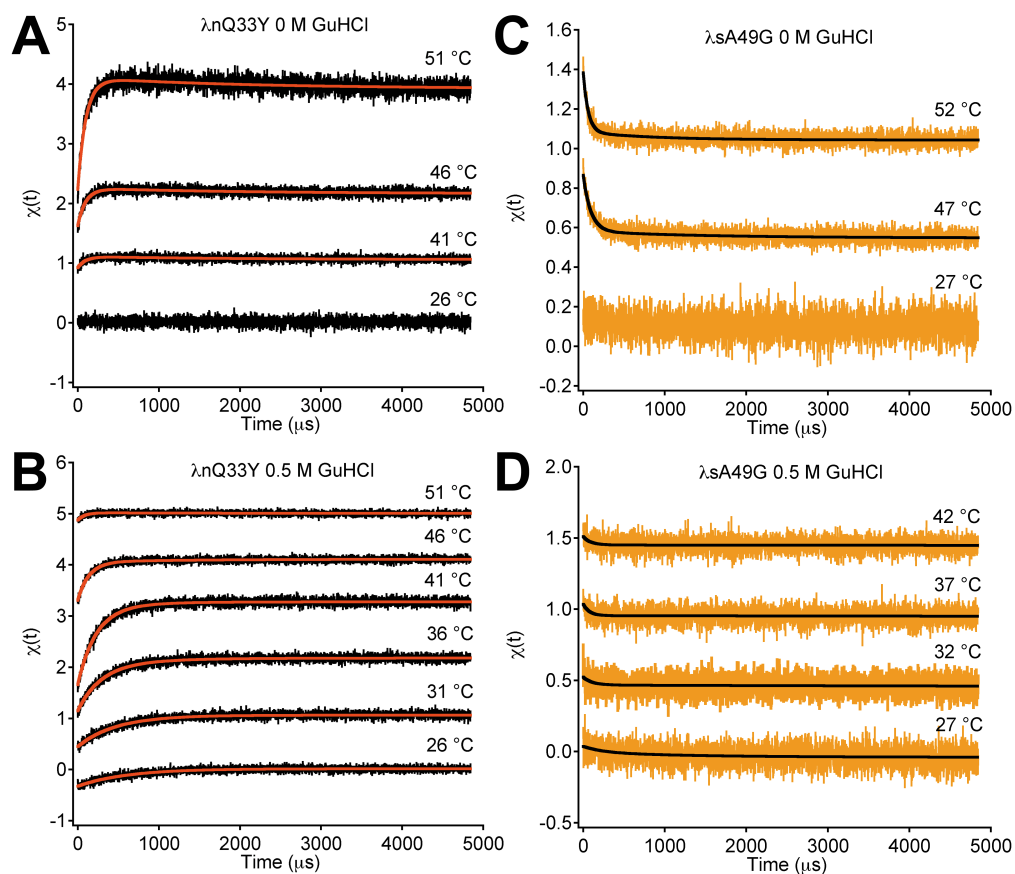 A
λnQ33Y 0 M GuHCl
5
4
3
2
1
0
-1
χ(t)
51 °C
46 °C
41 °C
26 °C
0
1000
2000
3000
4000
5000
Time (μs)
C
λsA49G 0 M GuHCl
1.6
1.4
1.2
1.0
0.8
0.6
0.4
0.2
0.0
-0.2
χ(t)
52 °C
47 °C
27 °C
0
1000
2000
3000
4000
5000
Time (μs)
B
λnQ33Y 0.5 M GuHCl
6
5
4
3
2
1
0
-1
χ(t)
51 °C
46 °C
41 °C
36 °C
31 °C
26 °C
0
1000
2000
3000
4000
5000
Time (μs)
D
λsA49G 0.5 M GuHCl
2.0
1.5
1.0
0.5
0.0
-0.5
χ(t)
42 °C
37 °C
32 °C
27 °C
0
1000
2000
3000
4000
5000
Time (μs)